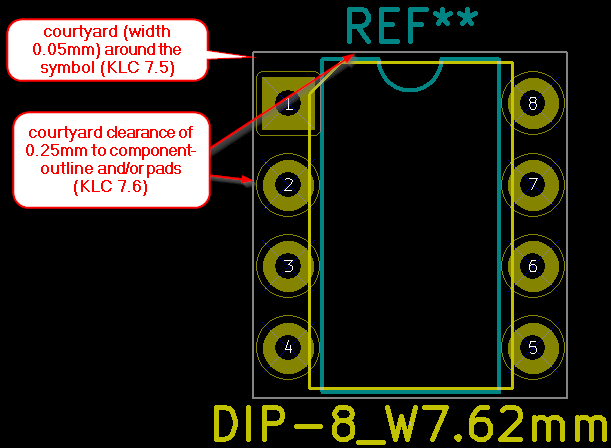 REF**
courtyard (width
0.05mm) around the
symbol (KLC 7.5)
courtyard clearance of
0.25mm to component-
outline and/or pads
(KLC 7.6)
1
8
2
7
3
6
4
5
DIP-8_W7.62mm